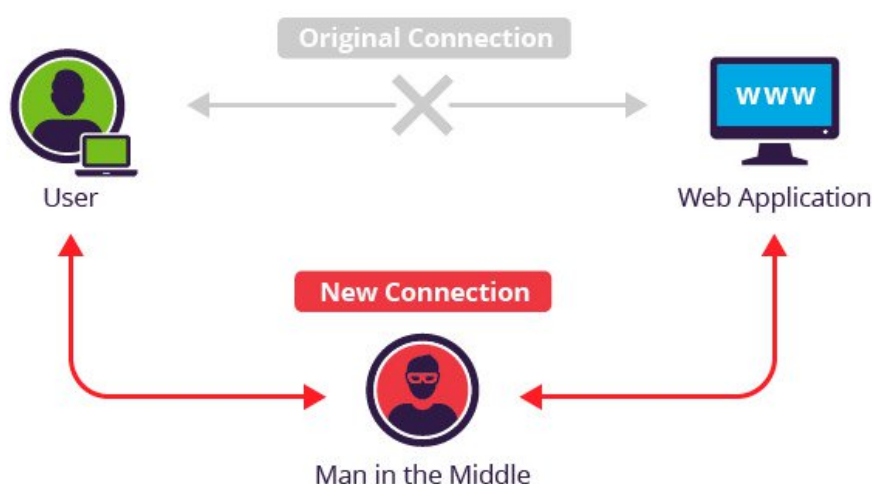 Original Connection
www
User
Web Application
New Connection
Man in the Middle